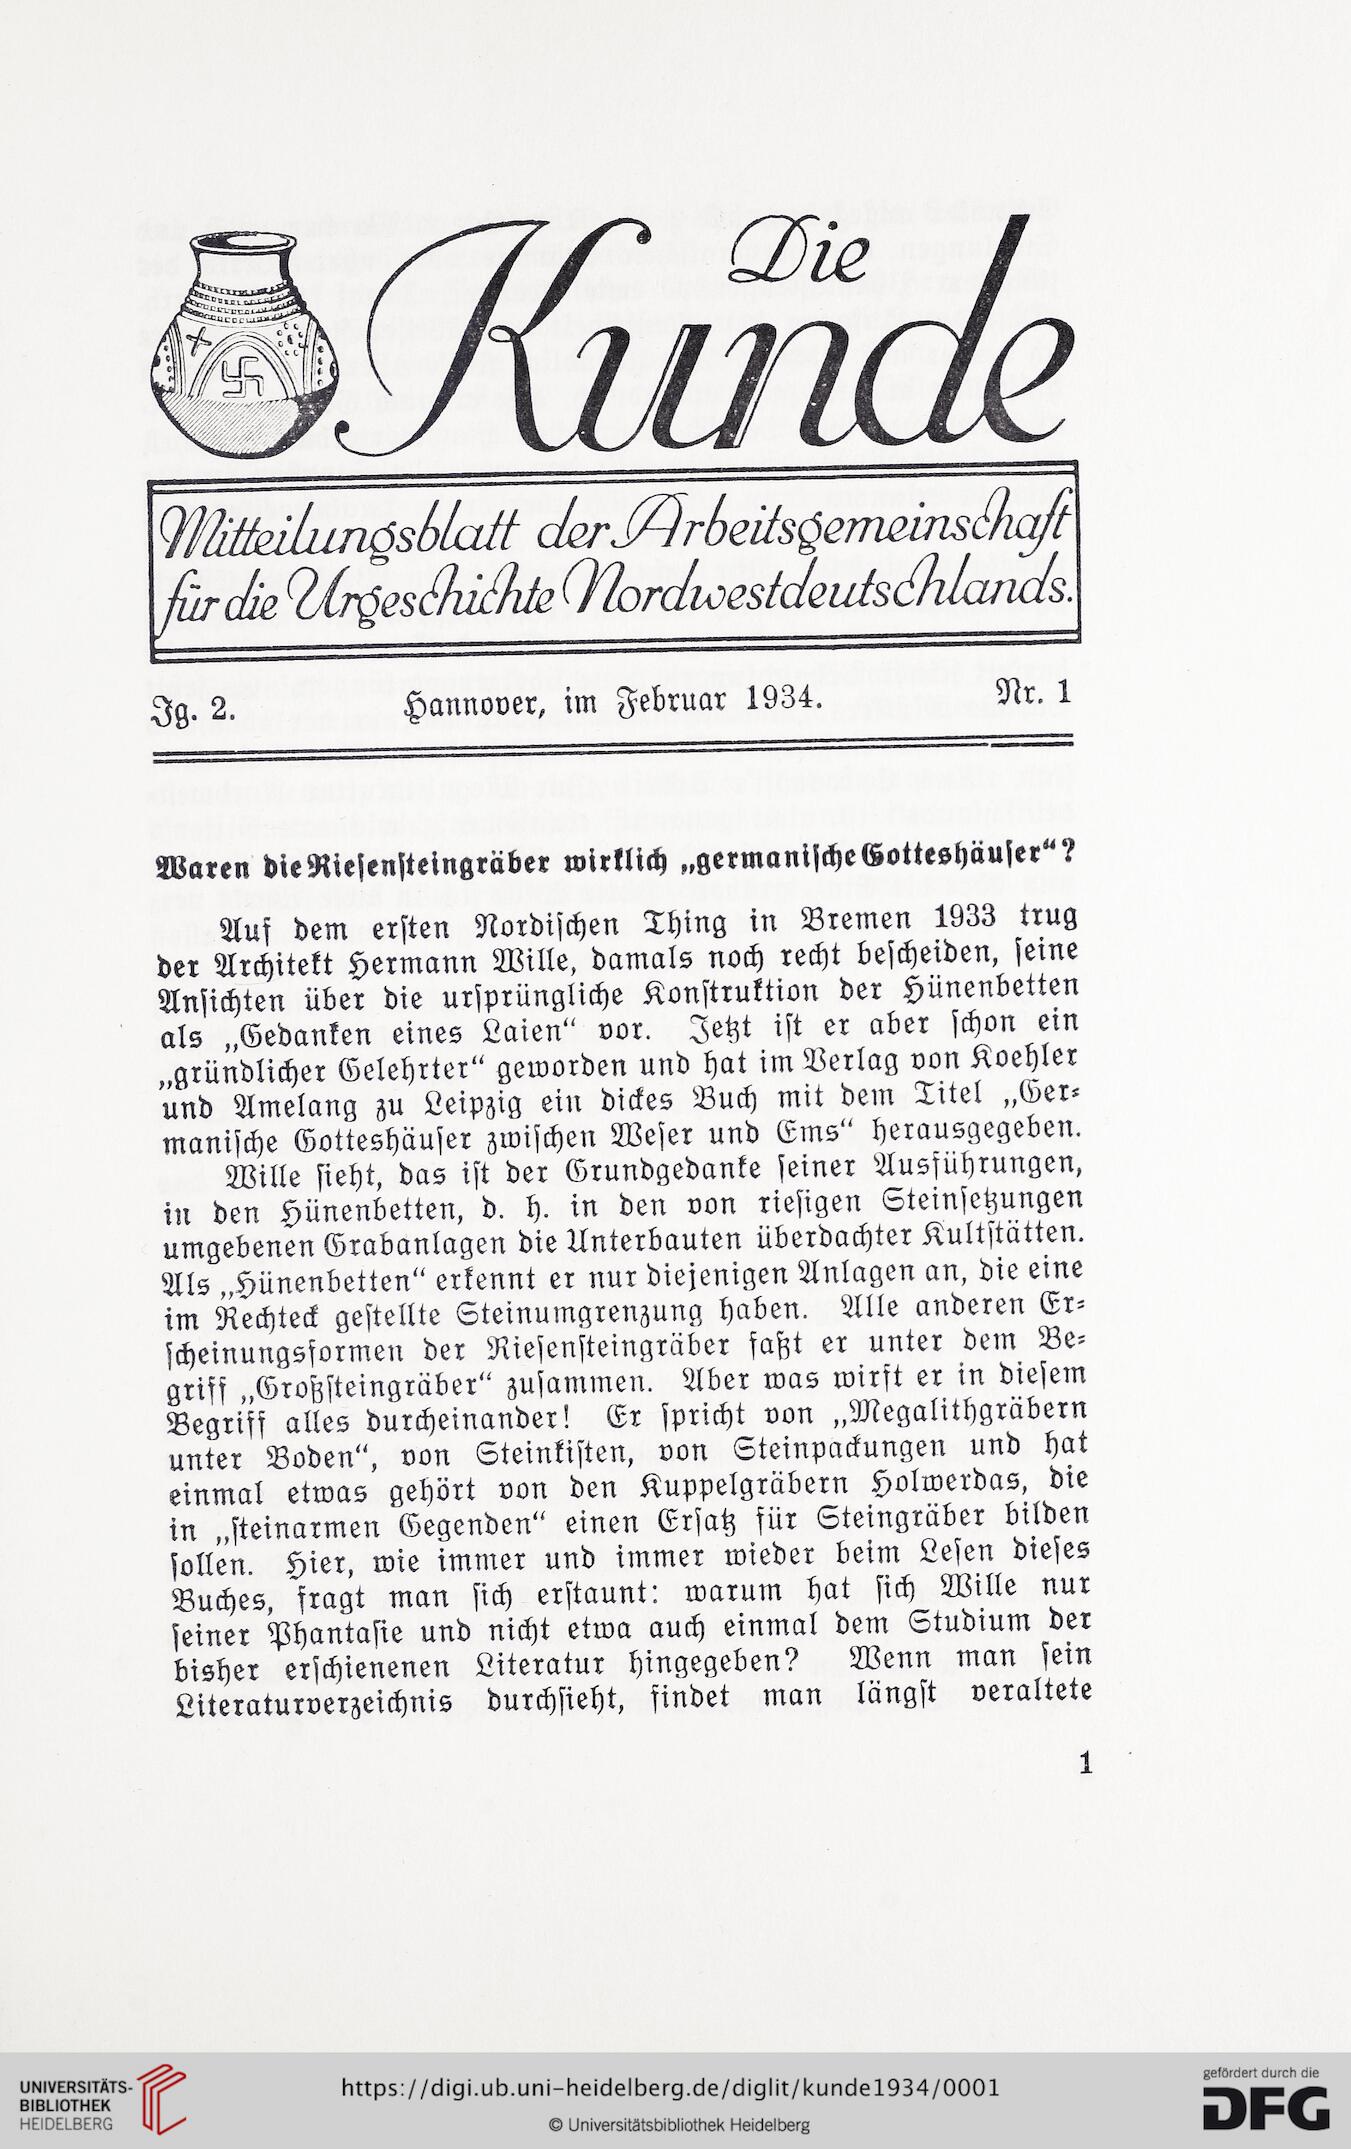 Die
Kunde
Mitteilungsblatt der Arbeitsgemeinschaft
für die Urgeschichte Nordwestdeutschlands.
Jg. 2. Hannover, im Februar 1934. Nr. 1
Waren die Riesensteingräber wirklich „germanische Gotteshäuser“?
Auf dem ersten Nordischen Thing in Bremen 1933 trug
der Architekt Hermann Wille, damals noch recht bescheiden, seine
Ansichten über die ursprüngliche Konstruktion der Hünenbetten
als „Gedanken eines Laien“ vor. Jetzt ist er aber schon ein
„gründlicher Gelehrter“ geworden und hat im Verlag von Koehler
und Amelang zu Leipzig ein dickes Buch mit dem Titel „Ger-
manische Gotteshäuser zwischen Weser und Ems“ herausgegeben.
Wille sieht, das ist der Grundgedanke seiner Ausführungen,
in den Hünenbetten, d. h. in den von riesigen Steinsetzungen
umgebenen Grabanlagen die Unterbauten überdachter Kultstätten.
Als „Hünenbetten“ erkennt er nur diejenigen Anlagen an, die eine
im Rechteck gestellte Steinumgrenzung haben. Alle anderen Er-
scheinungsformen der Riesensteingräber faßt er unter dem Be-
griff „Großsteingräber“ zusammen. Aber was wirft er in diesem
Begriff alles durcheinander! Er spricht von „Megalithgräbern
unter Boden“, von Steinkisten, von Steinpackungen und hat
einmal etwas gehört von den Kuppelgräbern Holwerdas, die
in „steinarmen Gegenden“ einen Ersatz für Steingräber bilden
sollen. Hier, wie immer und immer wieder beim Lesen dieses
Buches, fragt man sich erstaunt: warum hat sich Wille nur
seiner Phantasie und nicht etwa auch einmal dem Studium der
bisher erschienenen Literatur hingegeben? Wenn man sein
Literaturverzeichnis durchsieht, findet man längst veraltete
1
UNIVERSITÄTS-
BIBLIOTHEK
HEIDELBERG
https://digi.ub.uni-heidelberg.de/diglit/kunde1934/0001
© Universitätsbibliothek Heidelberg
gefördert durch die
DFG